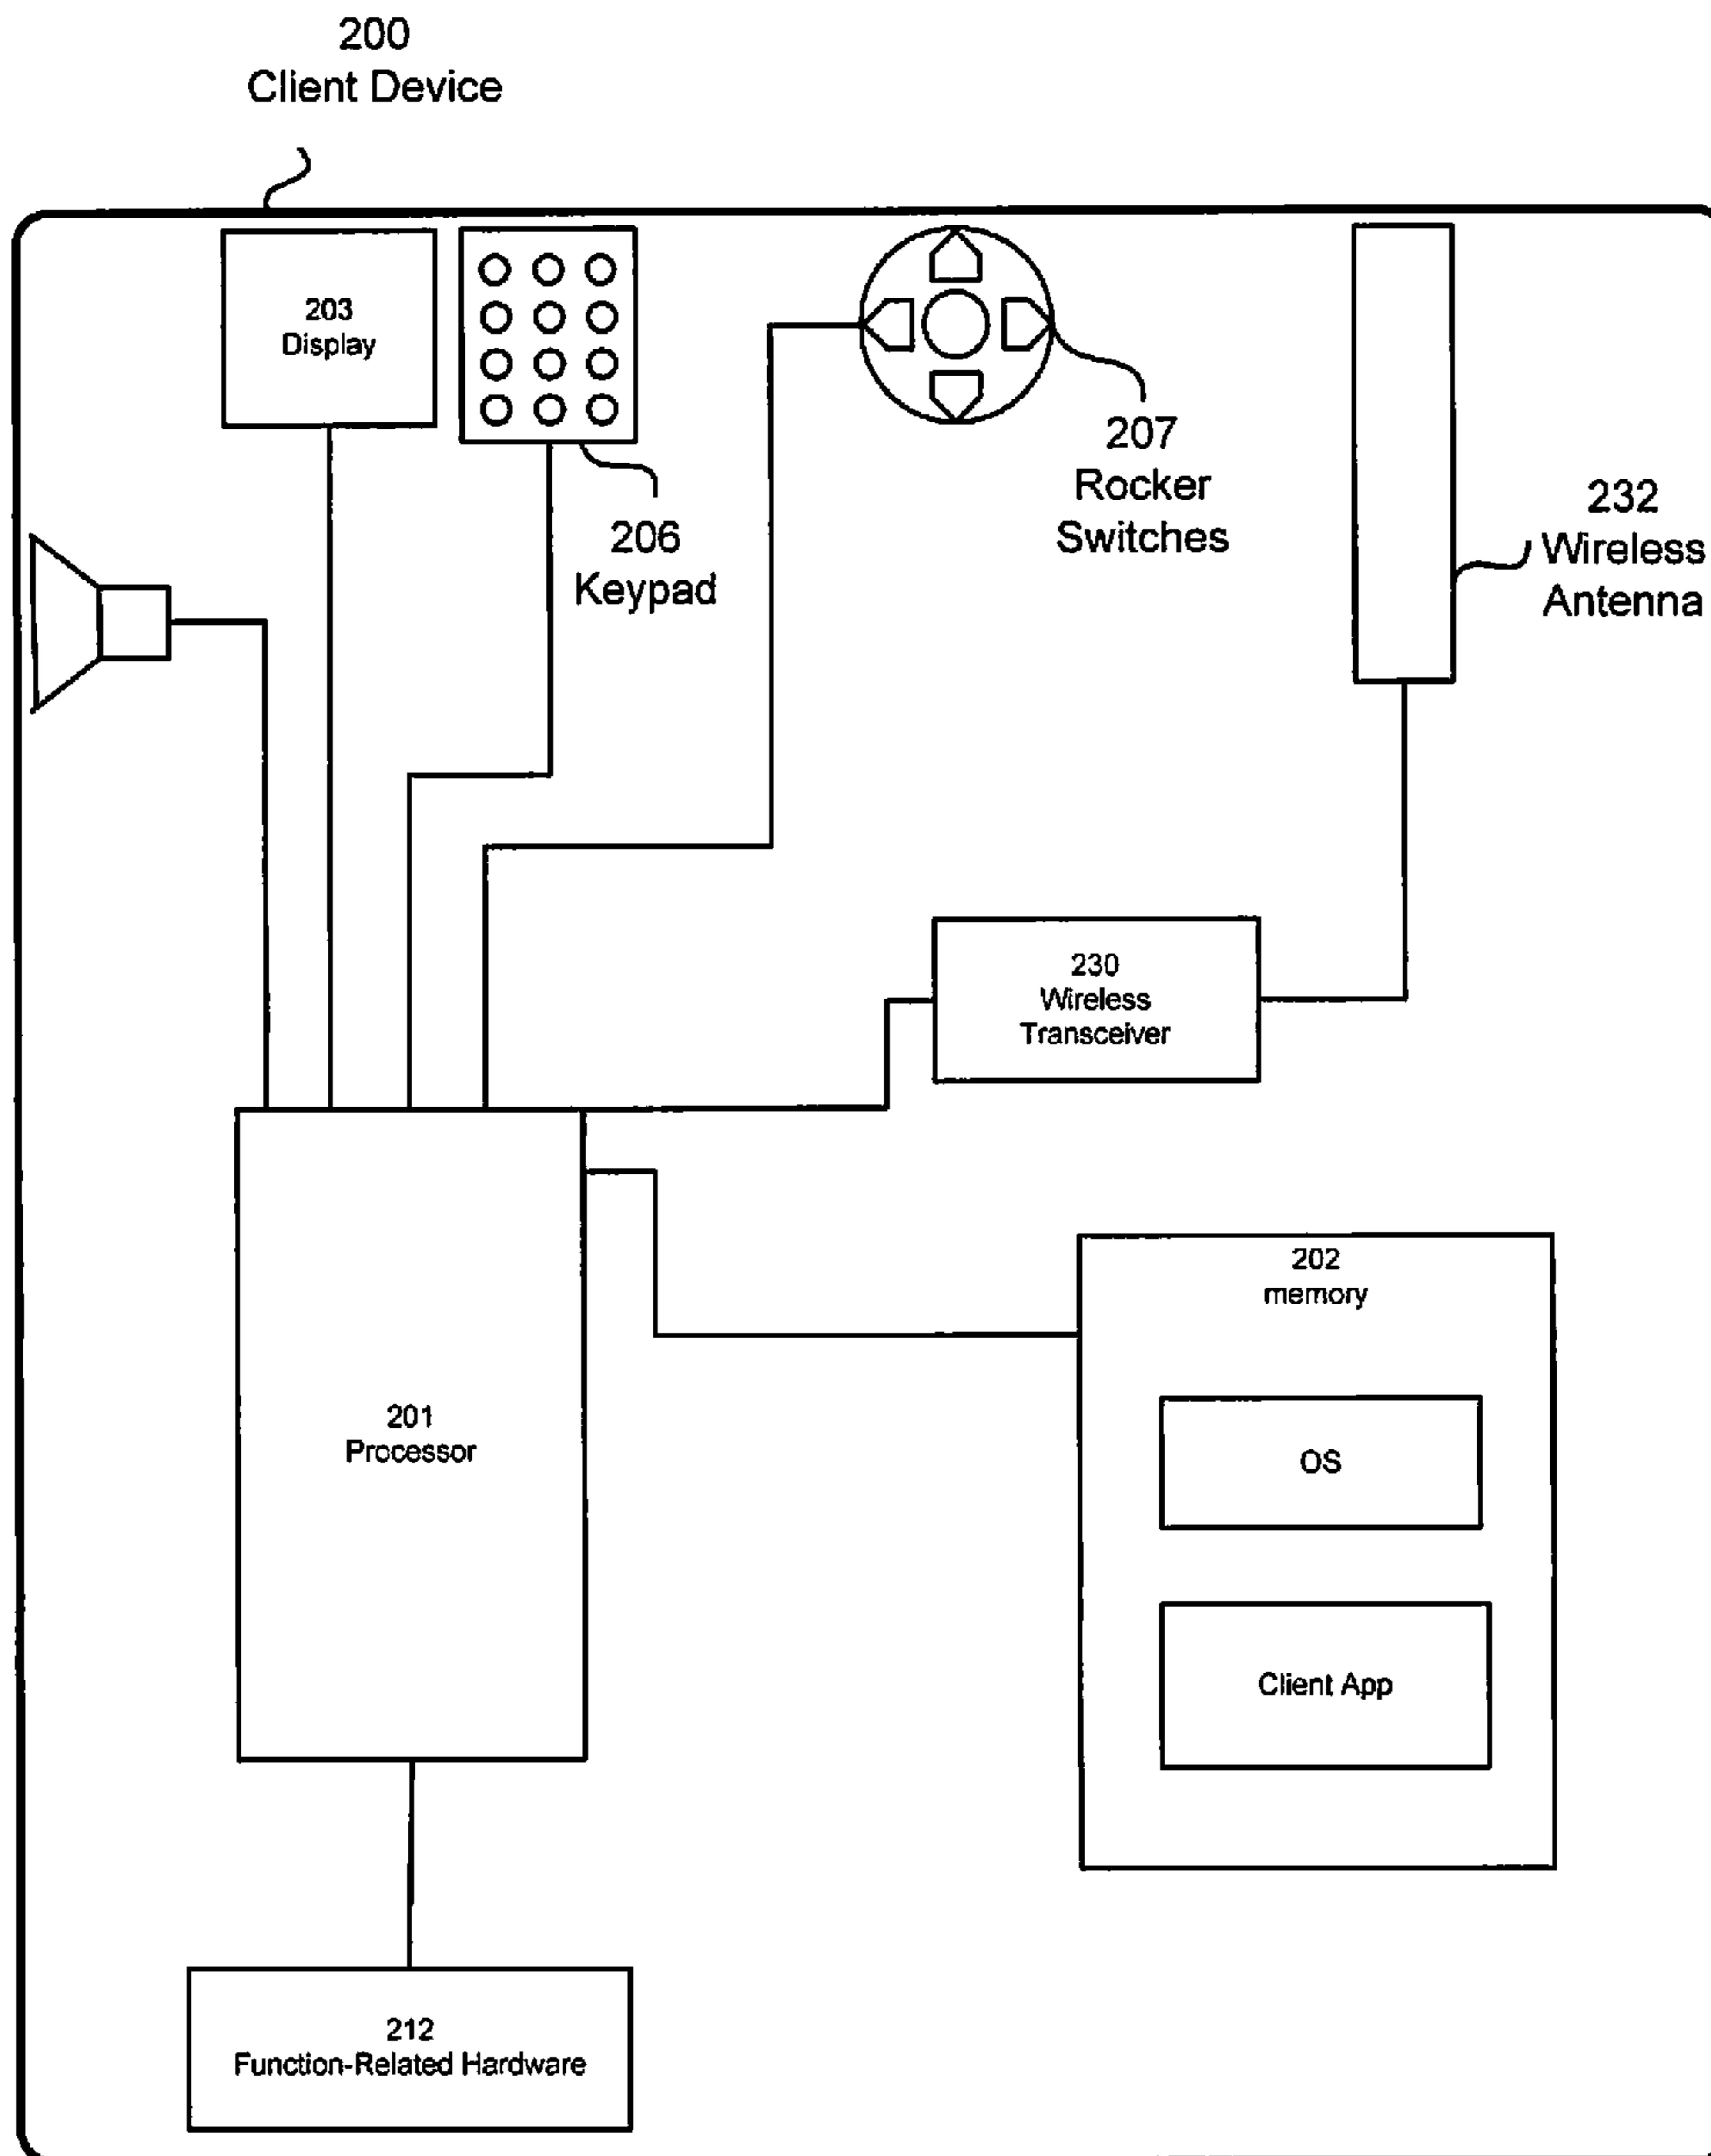 200
Client Device
203
Display
206
Keypad
207
Rocker
Switches
232
Wireless
Antenna
230
Wireless
Transceiver
202
memory
201
Processor
OS
Client App
212
Function-Related Hardware